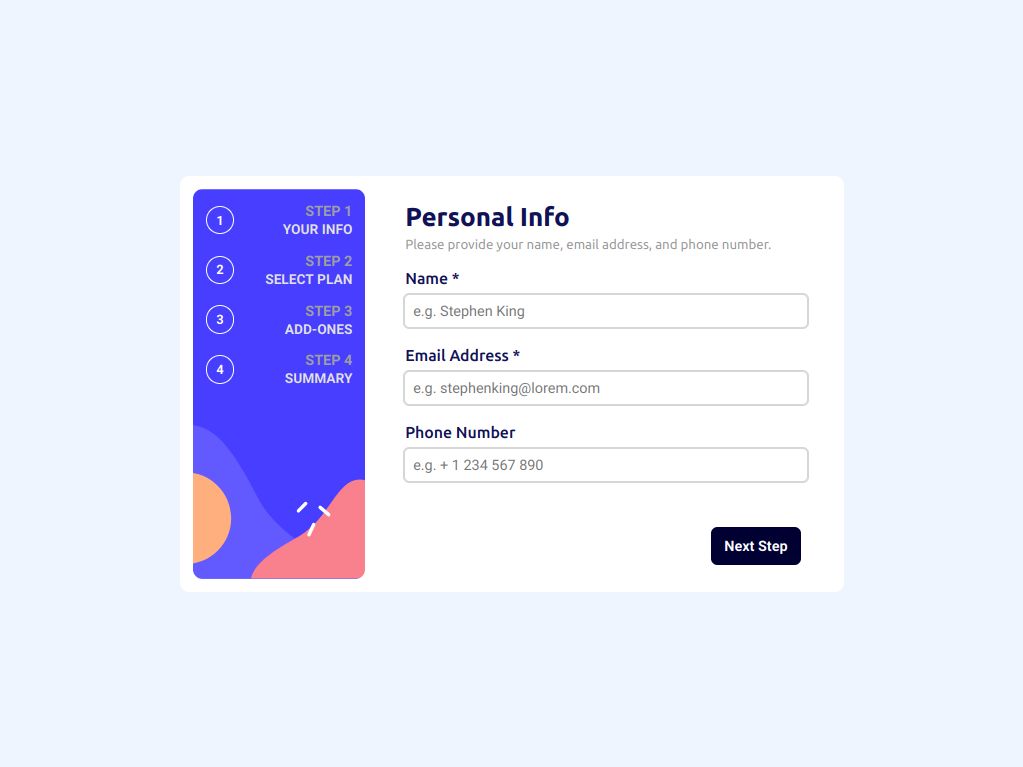 1
STEP 1
YOUR INFO
2
STEP 2
SELECT PLAN
3
STEP 3
ADD-ONES
4
STEP 4
SUMMARY
Personal Info
Please provide your name, email address, and phone number.
Name *
e.g. Stephen King
Email Address *
e.g. stephenking@lorem.com
Phone Number
e.g. + 1 234 567 890
Next Step